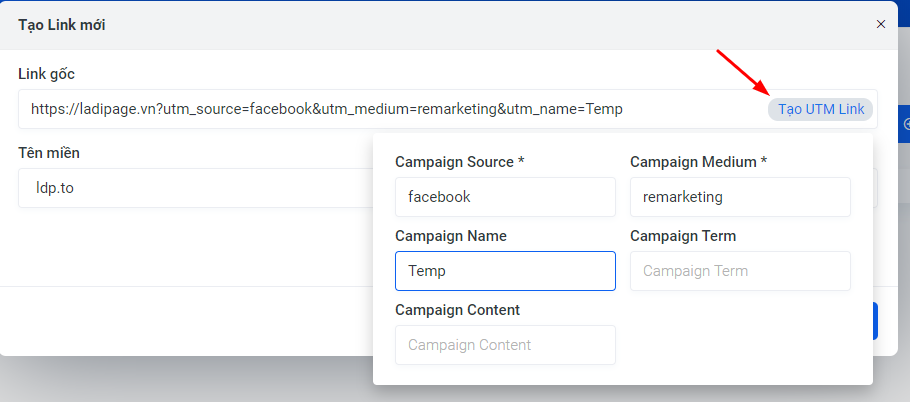 Tạo Link mới
Link gốc
https://ladipage.vn?utm_source=facebook&utm_medium=remarketing&utm_name=Temp
Tạo UTM Link
Tên miền
ldp.to
Campaign Source *
Campaign Medium *
facebook
remarketing
Campaign Name
Campaign Term
Temp
Campaign Term
Campaign Content
Campaign Content